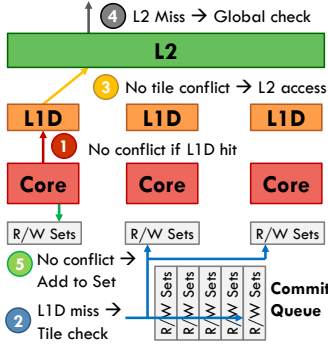 4 L2 Miss → Global check
L2
3 No tile conflict → L2 access
L1D L1D L1D
1 No conflict if L1D hit
Core Core Core
R/W Sets R/W Sets R/W Sets
5 No conflict →
Add to Set
2 L1D miss →
Tile check
R/W Sets
R/W Sets
R/W Sets
R/W Sets
R/W Sets
Commit
Queue